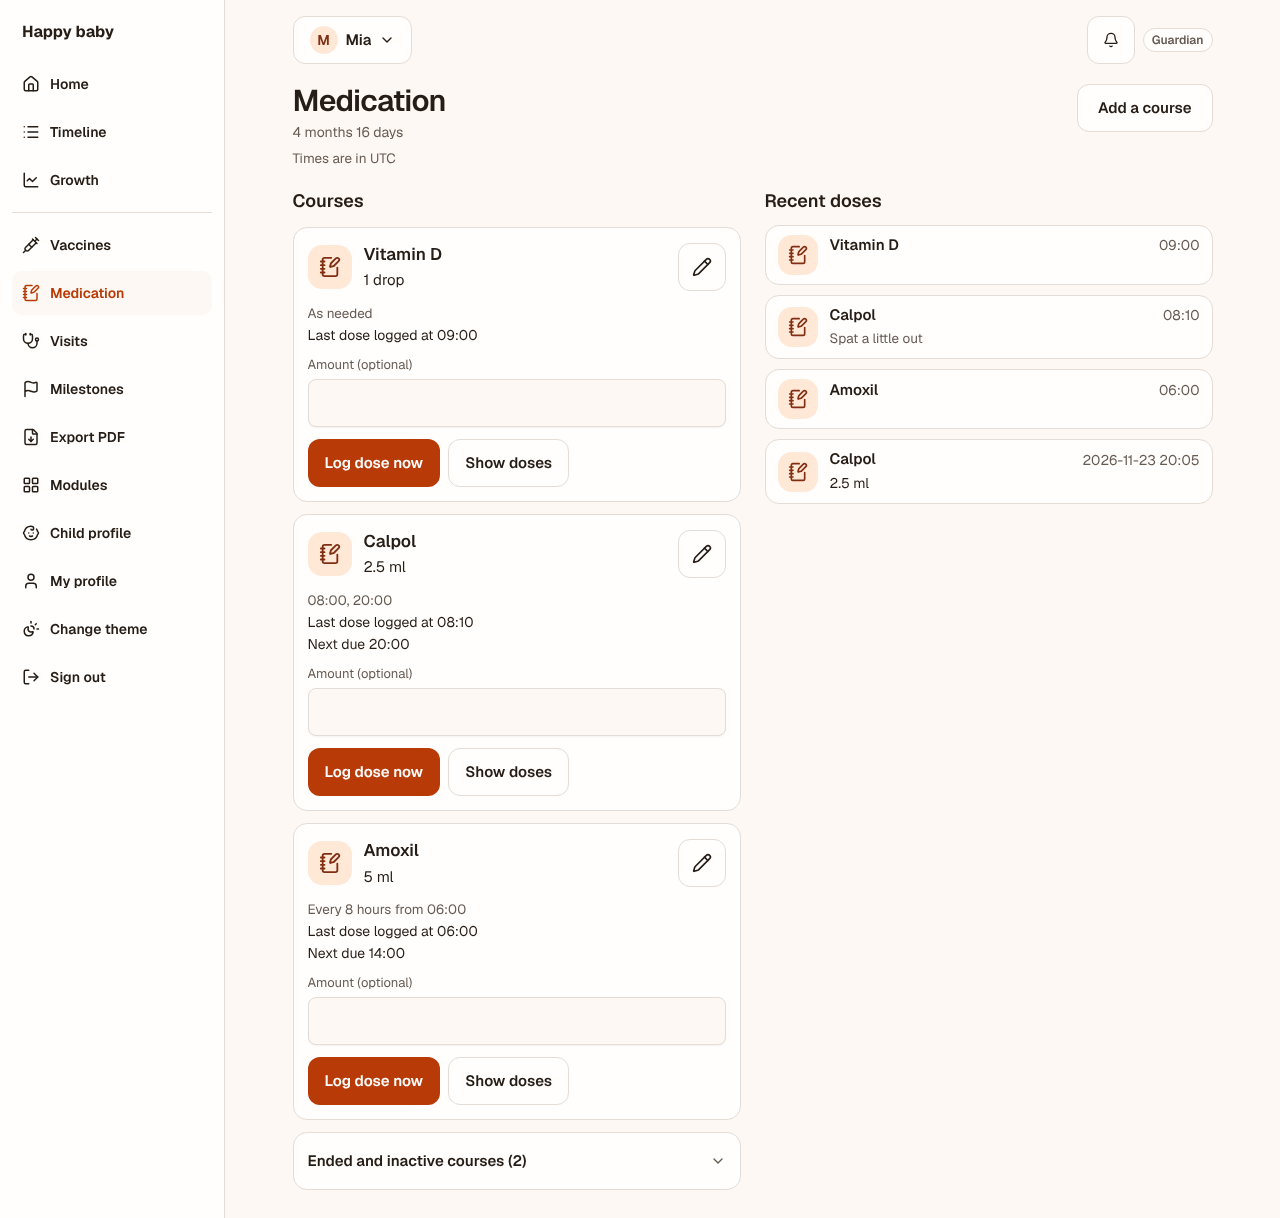 Happy baby
Home
Timeline
Growth
Vaccines
Medication
Visits
Milestones
Export PDF
Modules
Child profile
My profile
Change theme
Sign out
M Mia
Guardian
Medication
4 months 16 days
Times are in UTC
Add a course
Courses
Vitamin D
1 drop
As needed
Last dose logged at 09:00
Amount (optional)
Log dose now Show doses
Calpol
2.5 ml
08:00, 20:00
Last dose logged at 08:10
Next due 20:00
Amount (optional)
Log dose now Show doses
Amoxil
5 ml
Every 8 hours from 06:00
Last dose logged at 06:00
Next due 14:00
Amount (optional)
Log dose now Show doses
Ended and inactive courses (2)
Recent doses
Vitamin D 09:00
Calpol 08:10
Spat a little out
Amoxil 06:00
Calpol 2026-11-23 20:05
2.5 ml